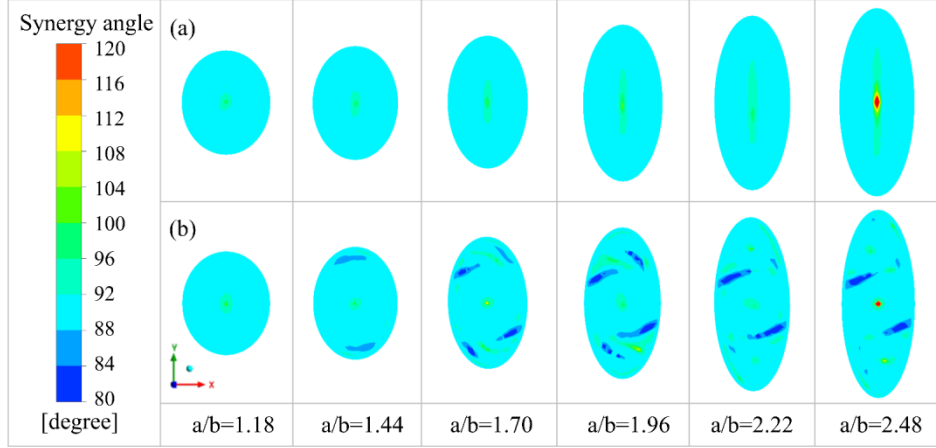 Synergy angle
120
116
112
108
104
100
96
92
88
84
80
[degree]
(a)
(b)
Y
X
a/b=1.18
a/b=1.44
a/b=1.70
a/b=1.96
a/b=2.22
a/b=2.48